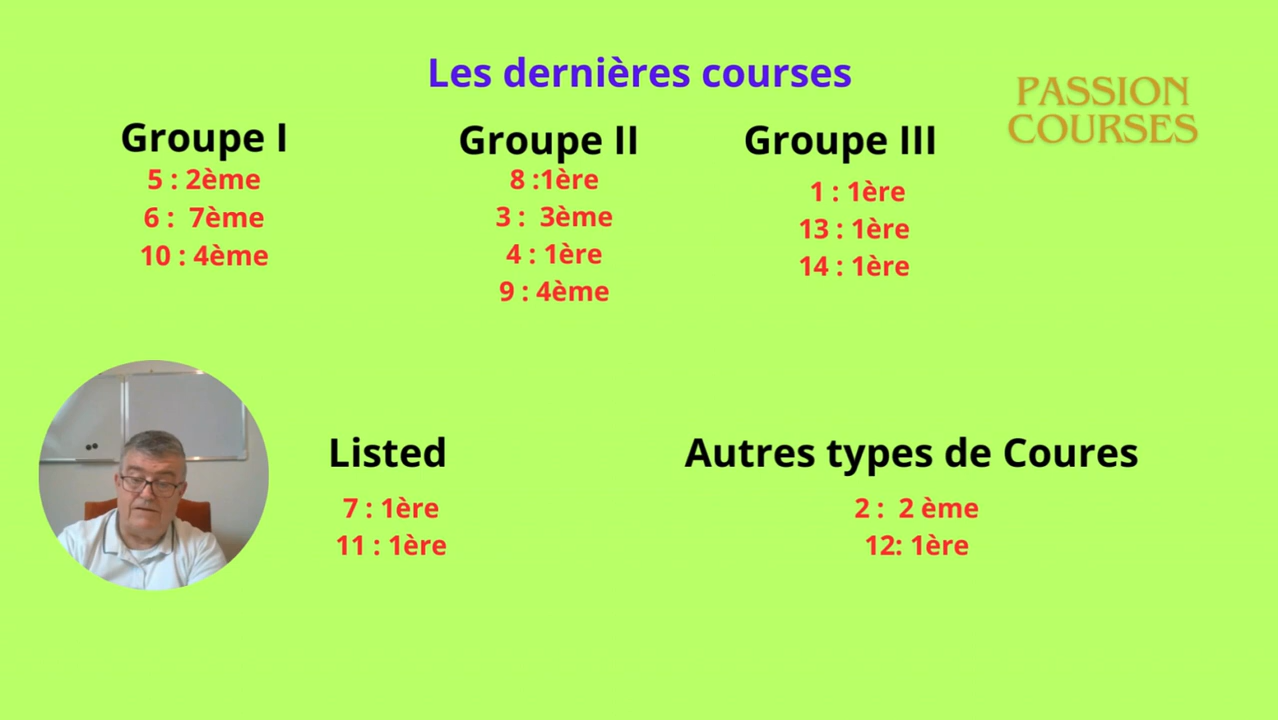 Les dernières courses
PASSION
COURSES
Groupe I
5 : 2ème
6 :  7ème
10 : 4ème
Groupe II
8 :1ère
3 :  3ème
4 : 1ère
9 : 4ème
Groupe III
1 : 1ère
13 : 1ère
14 : 1ère
Listed
7 : 1ère
11 : 1ère
Autres types de Coures
2 :  2 ème
12: 1ère